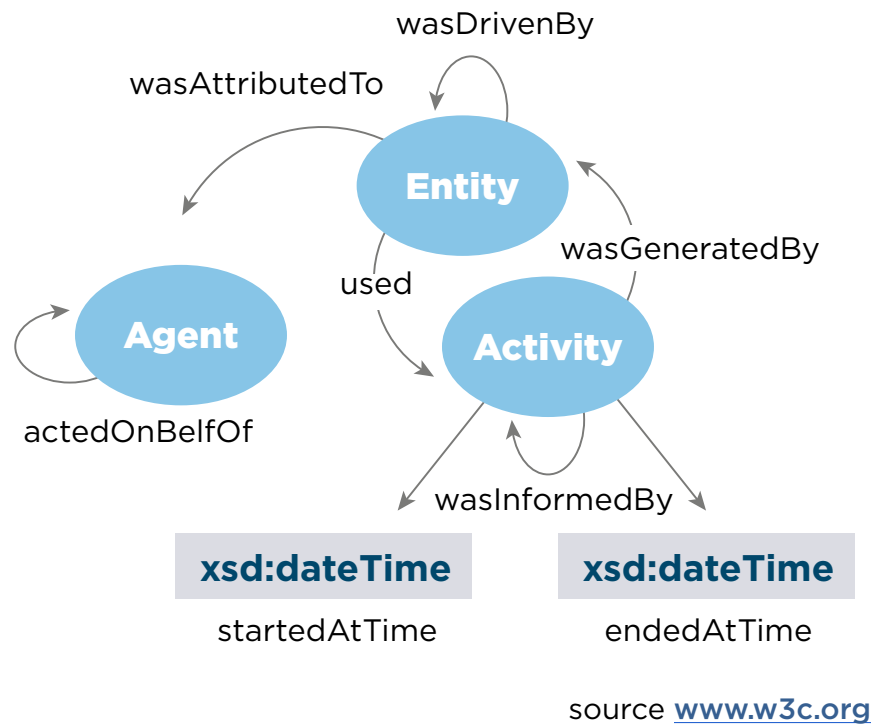 wasDrivenBy
wasAttributedTo
Entity
wasGeneratedBy
used
Agent
Activity
actedOnBelfOf
wasInformedBy
xsd:dateTime
xsd:dateTime
startedAtTime
endedAtTime
source www.w3c.org